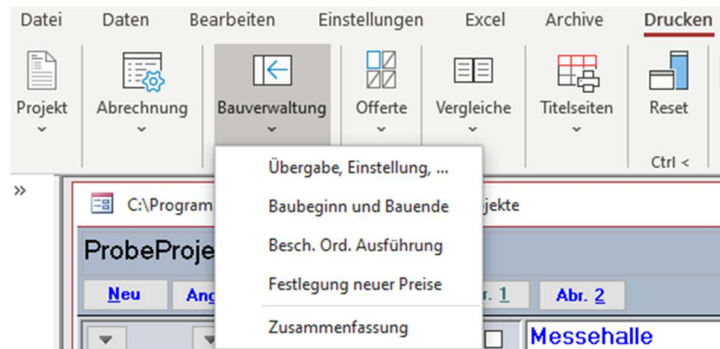 Datei Daten Bearbeiten Einstellungen Excel Archive Drucken
Projekt Abrechnung Bauverwaltung Offerte Vergleiche Titelseiten Reset
Ctrl <
Übergabe, Einstellung, ...
» C:\Program jekte
Baubeginn und Bauende
ProbeProje
Besch. Ord. Ausführung
Festlegung neuer Preise
Neu Ang r. 1 Abr. 2
Zusammenfassung
Messehalle